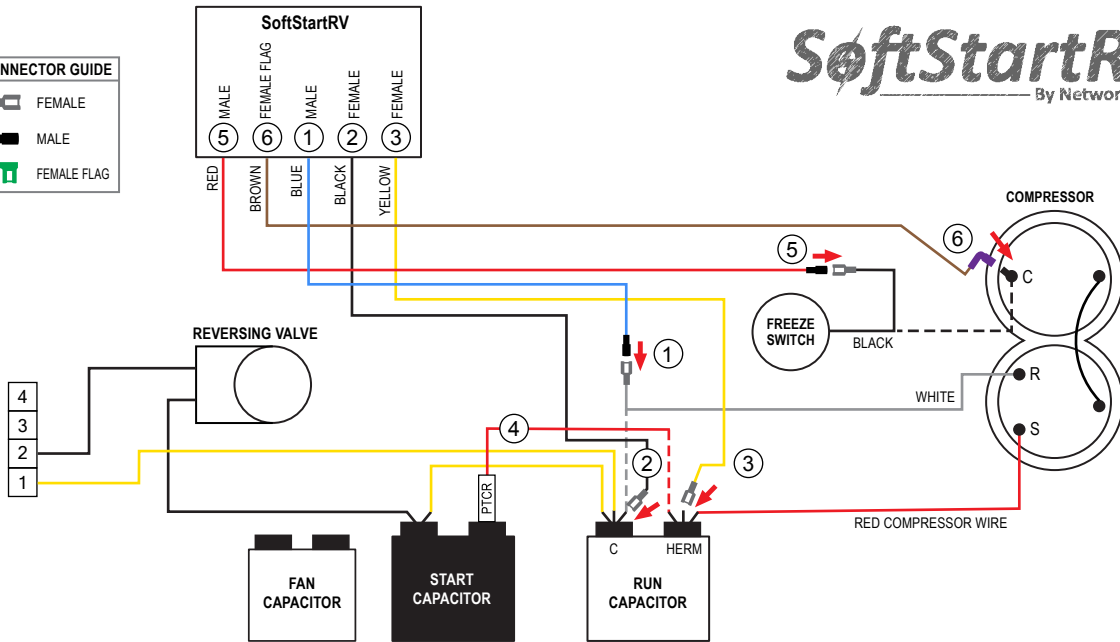 SoftStartRV
MALE
FEMALE FLAG
MALE
FEMALE
FEMALE
5
6
1
2
3
RED
BROWN
BLUE
BLACK
YELLOW
NNECTOR GUIDE
FEMALE
MALE
FEMALE FLAG
SoftStartR
By Networ
COMPRESSOR
6
C
5
FREEZE
SWITCH
BLACK
1
REVERSING VALVE
R
WHITE
S
4
3
2
1
4
2
3
PTCR
RED COMPRESSOR WIRE
C
HERM
FAN
CAPACITOR
START
CAPACITOR
RUN
CAPACITOR